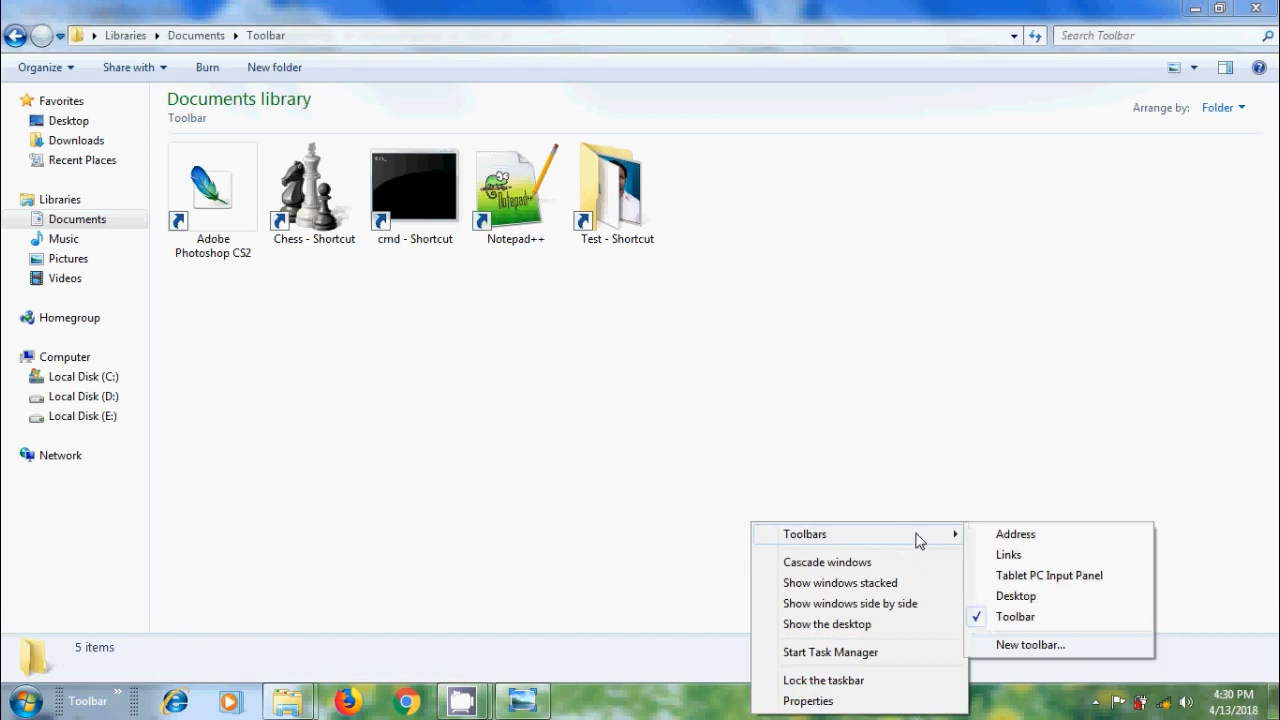 Libraries
Documents
Toolbar
Search Toolbar
Organize
Share with
Burn
New folder
Favorites
Desktop
Downloads
Recent Places
Libraries
Documents
Music
Pictures
Videos
Homegroup
Computer
Local Disk (C:)
Local Disk (D:)
Local Disk (E:)
Network
Documents library
Toolbar
Arrange by: Folder
Adobe
Photoshop CS2
Chess - Shortcut
cmd - Shortcut
Notepad++
Notepad++
Test - Shortcut
Toolbars
Cascade windows
Show windows stacked
Show windows side by side
Show the desktop
Start Task Manager
Lock the taskbar
Properties
Address
Links
Tablet PC Input Panel
Desktop
Toolbar
New toolbar...
5 items
Toolbar
4:30 PM
4/13/2018